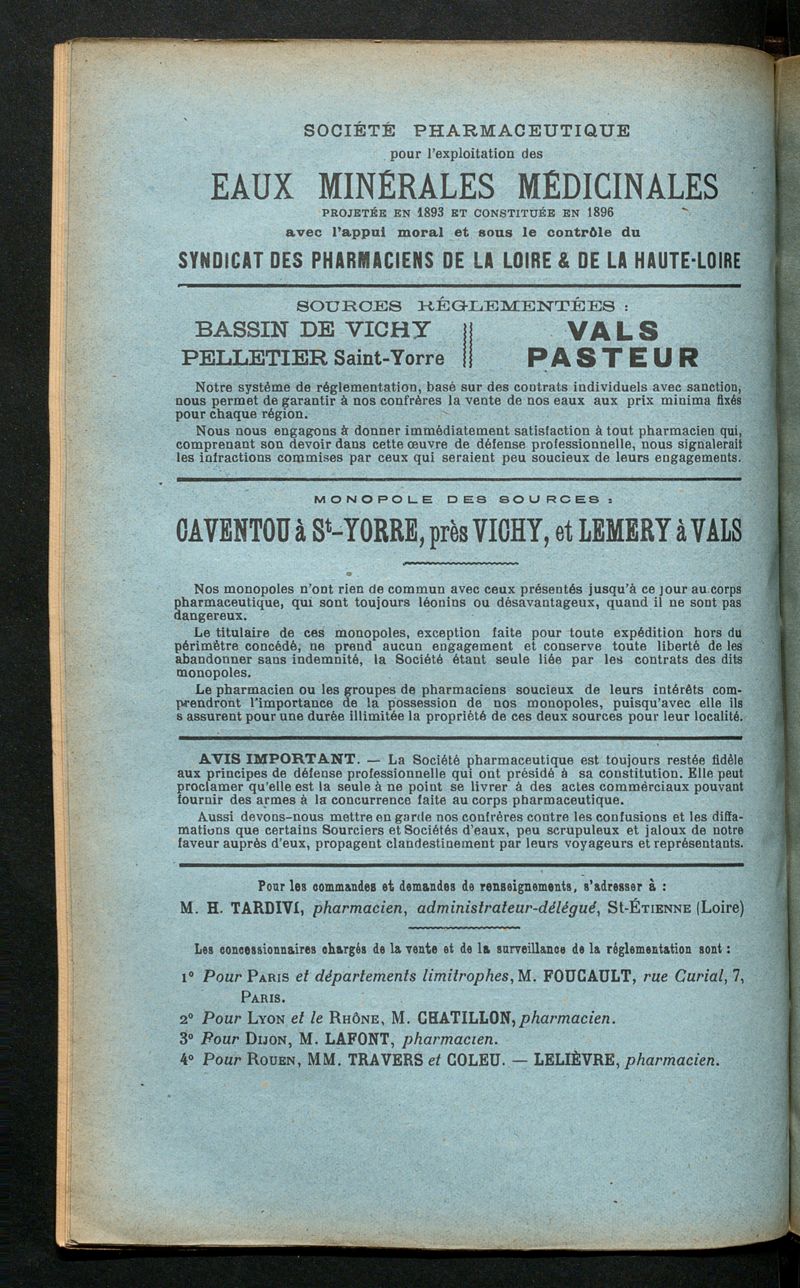 SOCIÉTÉ PHARMACEUTIQUE
pour l'exploitation des
EAUX MINÉRALES MÉDICINALES
PROJETÉE EN 1893 ET CONSTITUÉE EN 1896
avec l'appui moral et sous le contrôle du
SYNDICAT DES PHARMACIENS DE LA LOIRE & DE LA HAUTE-LOIRE
SOURCES RÉGLEMENTÉES :
BASSIN DE VICHY
PELLETIER Saint-Yorre
VALS
PASTEUR
Notre système de réglementation, basé sur des contrats individuels avec sanction,
nous permet de garantir à nos confrères la vente de nos eaux aux prix minima fixés
pour chaque région.
Nous nous engageons à donner immédiatement satisfaction à tout pharmacien qui,
comprenant son devoir dans cette œuvre de défense professionnelle, nous signalerait
les infractions commises par ceux qui seraient peu soucieux de leurs engagements.
MONOPOLE DES SOURCES :
CAVENTOU à St-YORRE, près VICHY, et LEMERY à VALS
Nos monopoles n'ont rien de commun avec ceux présentés jusqu'à ce jour au corps
pharmaceutique, qui sont toujours léonins ou désavantageux, quand il ne sont pas
dangereux.
Le titulaire de ces monopoles, exception faite pour toute expédition hors du
périmètre concédé, ne prend aucun engagement et conserve toute liberté de les
abandonner sans indemnité, la Société étant seule liée par les contrats des dits
monopoles.
Le pharmacien ou les groupes de pharmaciens soucieux de leurs intérêts com-
prendront l'importance de la possession de nos monopoles, puisqu'avec elle ils
s assurent pour une durée illimitée la propriété de ces deux sources pour leur localité.
AVIS IMPORTANT. — La Société pharmaceutique est toujours restée fidèle
aux principes de défense professionnelle qui ont présidé à sa constitution. Elle peut
proclamer qu'elle est la seule à ne point se livrer à des actes commérciaux pouvant
fournir des armes à la concurrence faite au corps pharmaceutique.
Aussi devons-nous mettre en garde nos confrères contre les confusions et les diffa-
mations que certains Sourciers et Sociétés d'eaux, peu scrupuleux et jaloux de notre
faveur auprès d'eux, propagent clandestinement par leurs voyageurs et représentants.
Pour les commandes et demandes de renseignements, s'adresser à :
M. H. TARDIVI, pharmacien, administrateur-délégué, St-ÉTIENNE (Loire)
Les concessionnaires chargés de la vente et de la surveillance de la réglementation sont :
1° Pour PARIS et départements limitrophes, M. FOUCAULT, rue Curial, 7,
PARIS.
2° Pour LYON et le RHÔNE, M. CHATILLON, pharmacien.
3° Pour DIJON, M. LAFONT, pharmacien.
4° Pour ROUEN, MM. TRAVERS et COLEU. — LELIÈVRE, pharmacien.